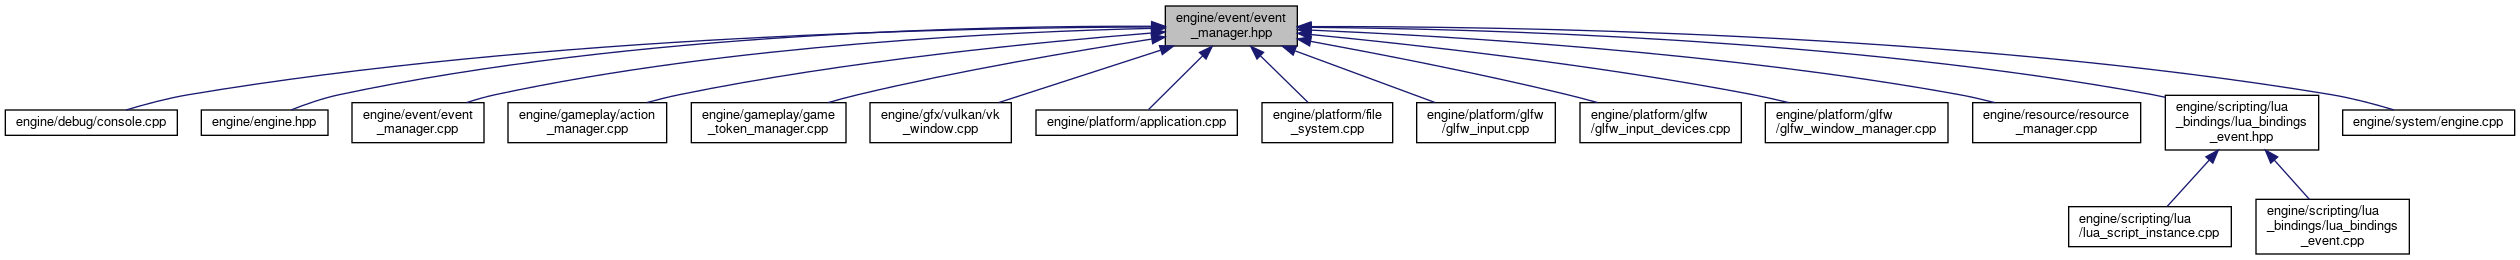 engine/event/event
_manager.hpp
engine/debug/console.cpp
engine/engine.hpp
engine/event/event
_manager.cpp
engine/gameplay/action
_manager.cpp
engine/gameplay/game
_token_manager.cpp
engine/gfx/vulkan/vk
_window.cpp
engine/platform/application.cpp
engine/platform/file
_system.cpp
engine/platform/glfw
/glfw_input.cpp
engine/platform/glfw
/glfw_input_devices.cpp
engine/platform/glfw
/glfw_window_manager.cpp
engine/resource/resource
_manager.cpp
engine/scripting/lua
_bindings/lua_bindings
_event.hpp
engine/system/engine.cpp
engine/scripting/lua
/lua_script_instance.cpp
engine/scripting/lua
_bindings/lua_bindings
_event.cpp